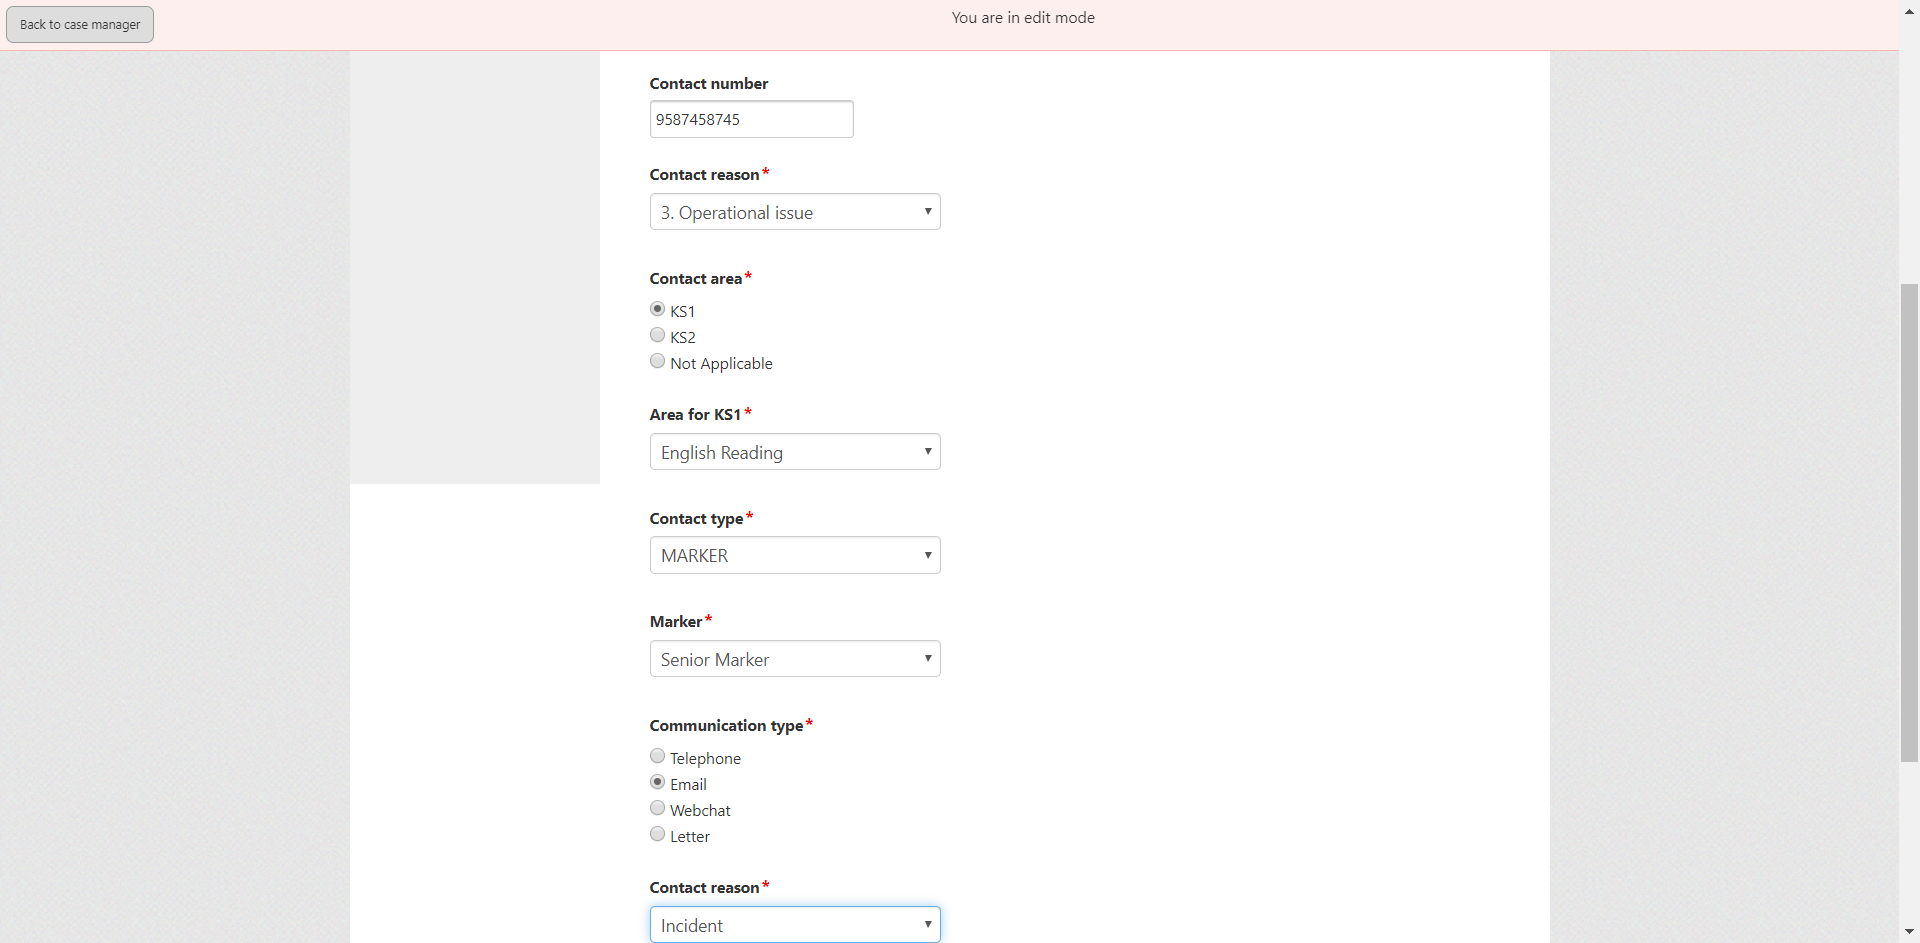 Back to case manager
You are in edit mode
Contact number
9587458745
Contact reason*
3. Operational issue
Contact area*
KS1
KS2
Not Applicable
Area for KS1*
English Reading
Contact type*
MARKER
Marker*
Senior Marker
Communication type*
Telephone
Email
Webchat
Letter
Contact reason*
Incident